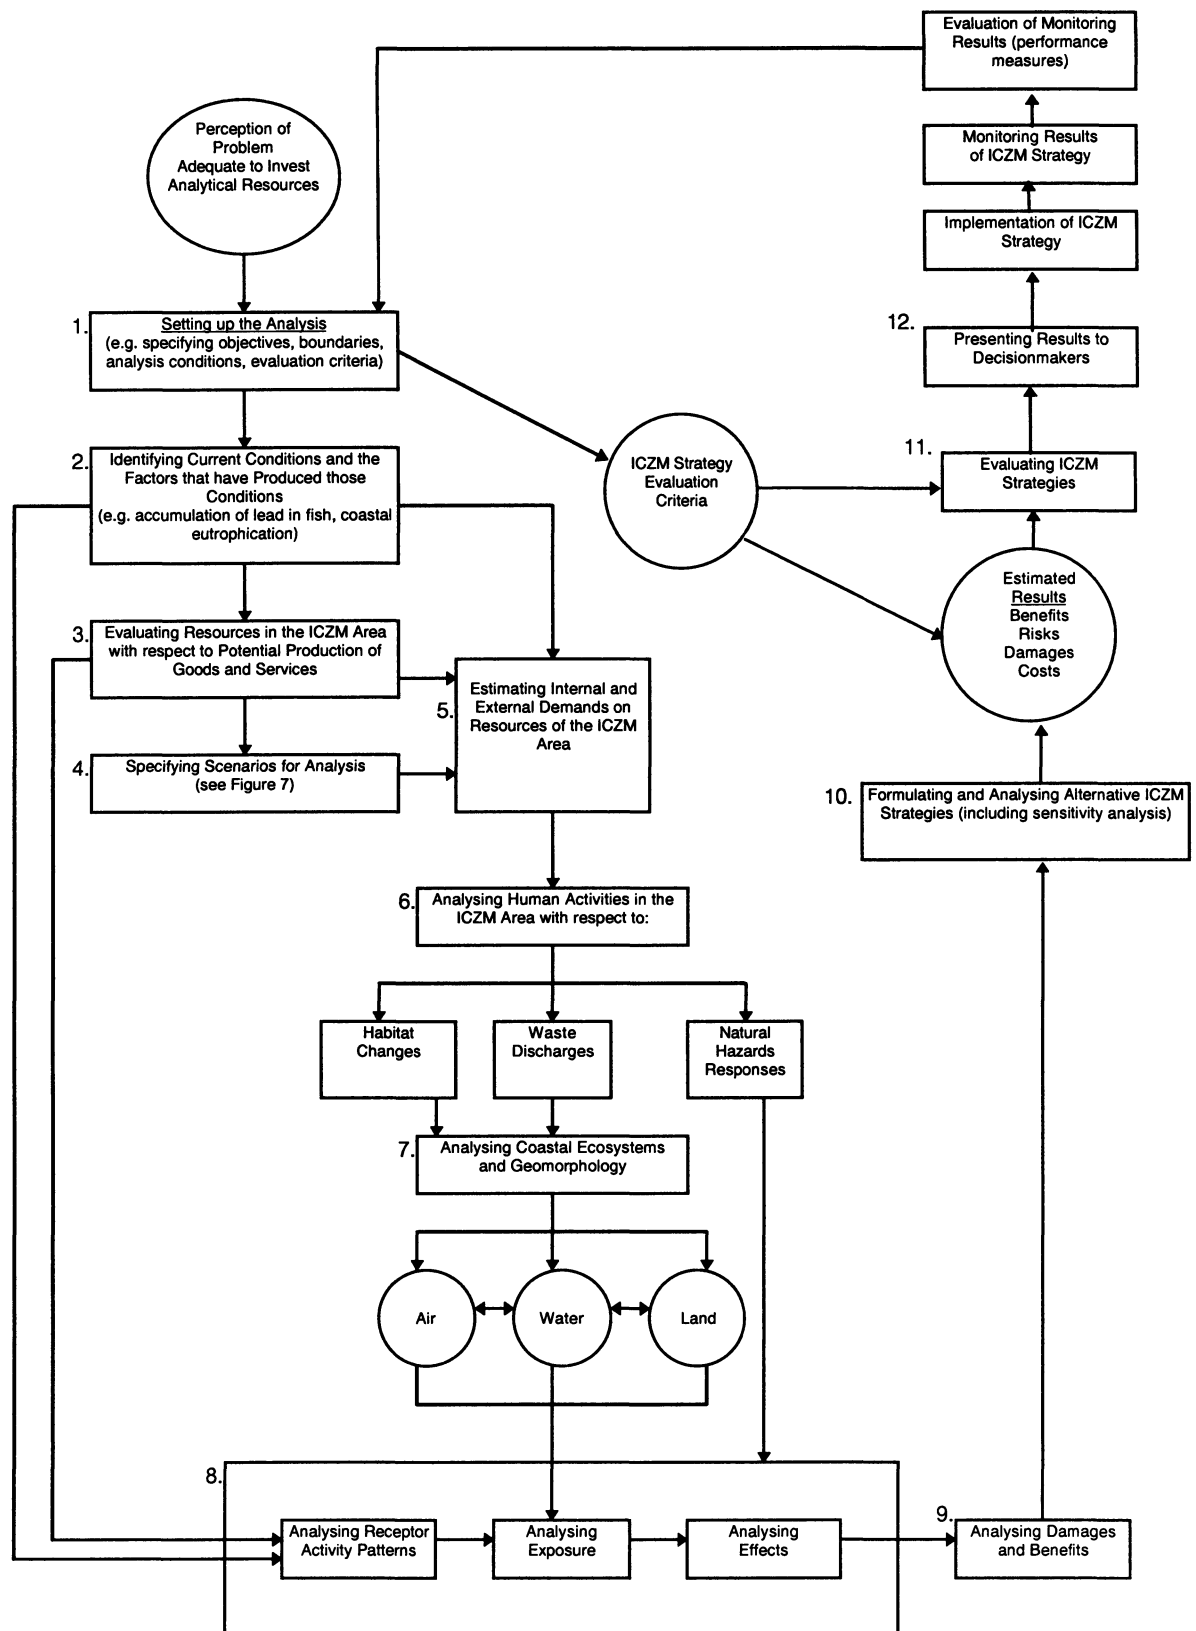 Evaluation of Monitoring
Results (performance
measures)
Perception of
Problem
Adequate to Invest
Analytical Resources
Monitoring Results
of ICZM Strategy
Implementation of ICZM
Strategy
1.
Setting up the Analysis
(e.g. specifying objectives, boundaries,
analysis conditions, evaluation criteria)
12.
Presenting Results to
Decisionmakers
2.
Identifying Current Conditions and the
Factors that have Produced those
Conditions
(e.g. accumulation of lead in fish, coastal
eutrophication)
ICZM Strategy
Evaluation
Criteria
11.
Evaluating ICZM
Strategies
Estimated
Results
Benefits
Risks
Damages
Costs
3.
Evaluating Resources in the ICZM Area
with respect to Potential Production of
Goods and Services
4.
Specifying Scenarios for Analysis
(see Figure 7)
5.
Estimating Internal and
External Demands on
Resources of the ICZM
Area
10.
Formulating and Analysing Alternative ICZM
Strategies (including sensitivity analysis)
6.
Analysing Human Activities in the
ICZM Area with respect to:
Habitat
Changes
Waste
Discharges
Natural
Hazards
Responses
7.
Analysing Coastal Ecosystems
and Geomorphology
Air
Water
Land
8.
Analysing Receptor
Activity Patterns
Analysing
Exposure
Analysing
Effects
9.
Analysing Damages
and Benefits